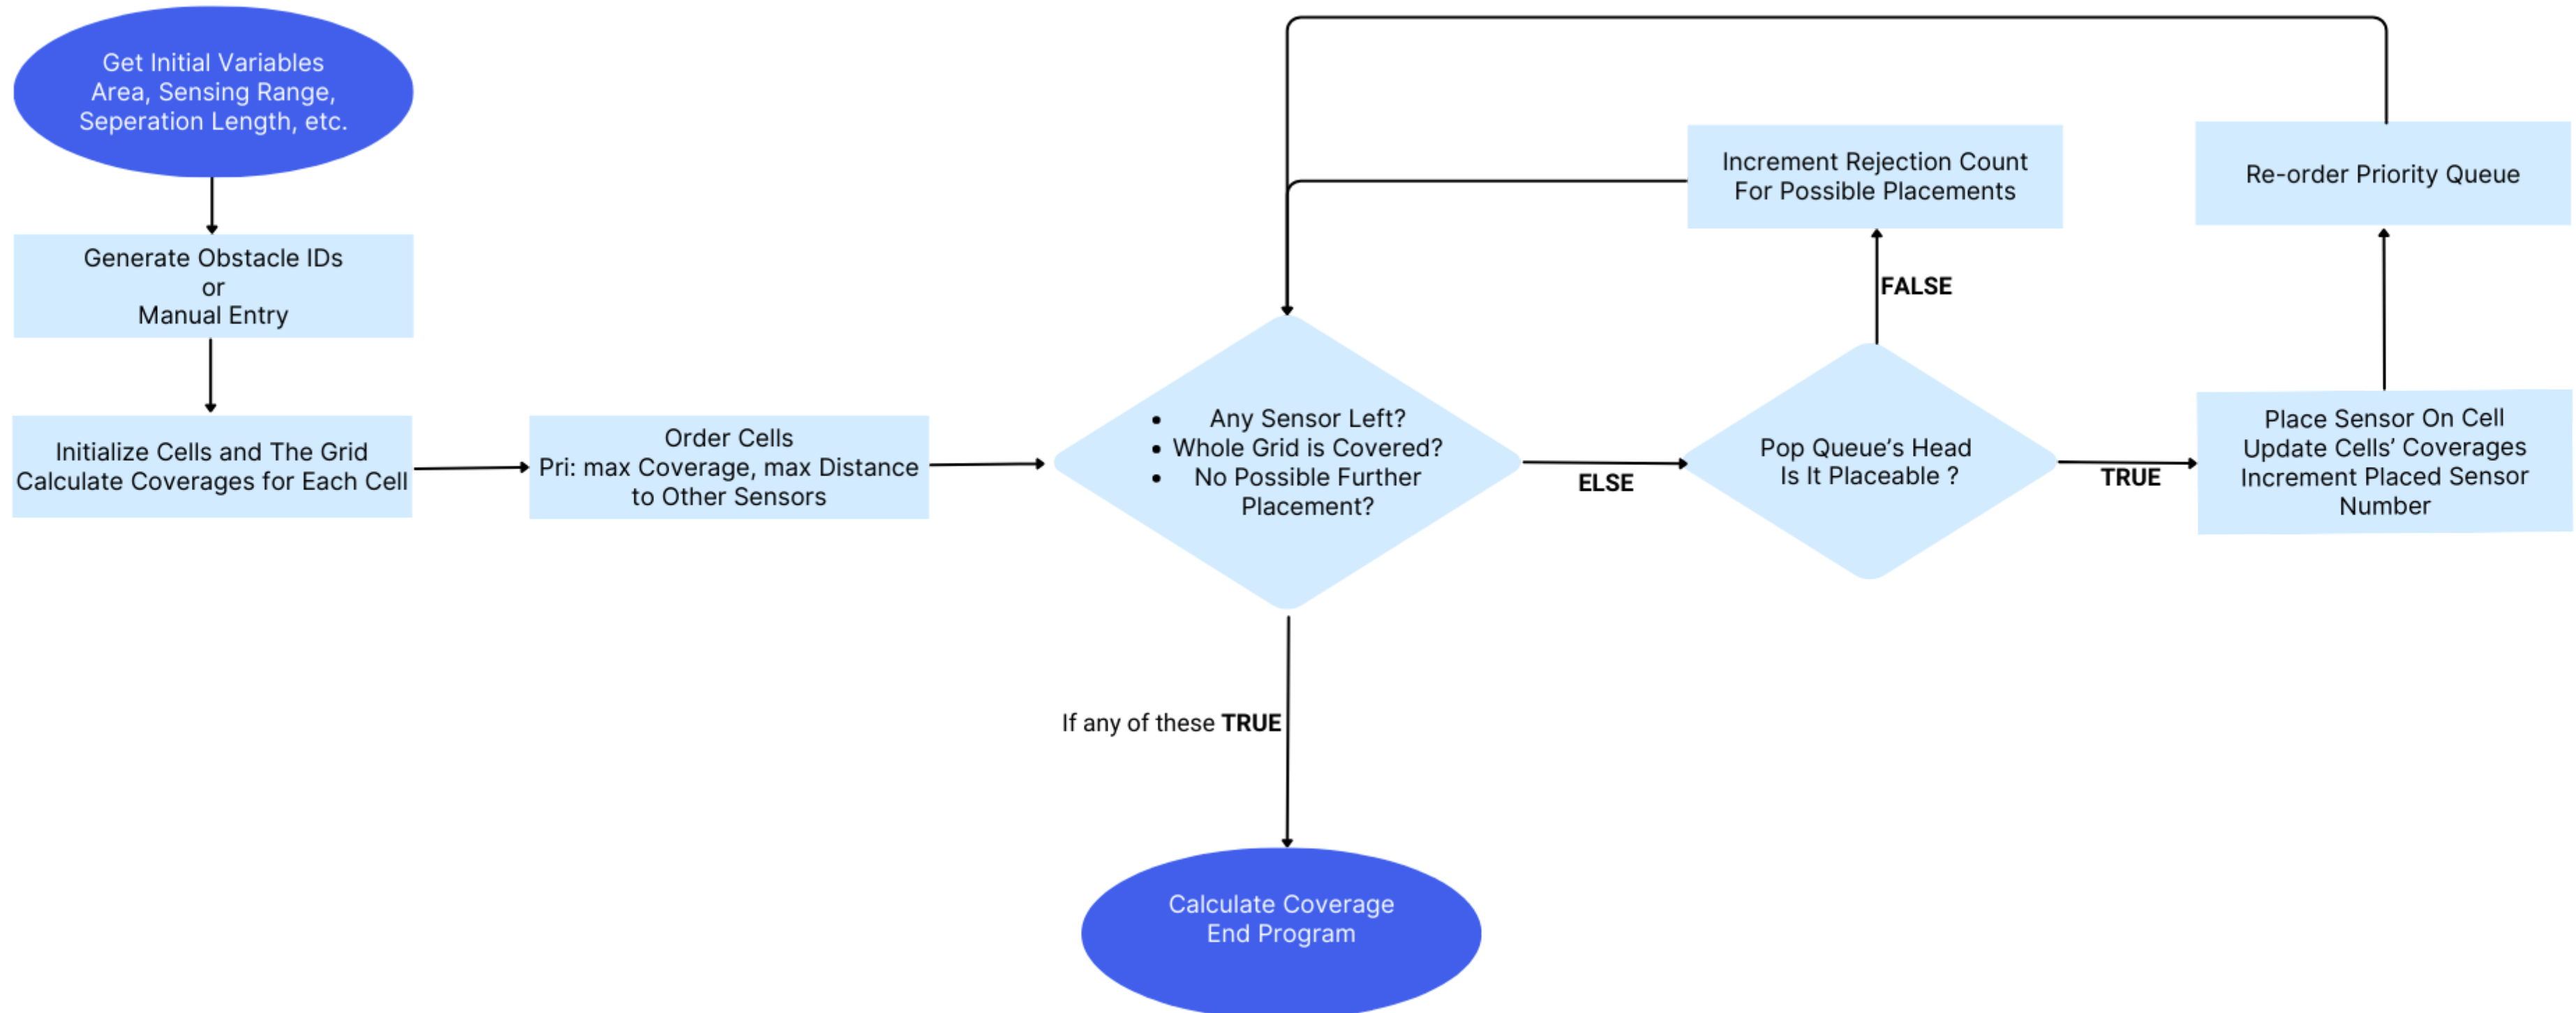 Get Initial Variables
Area, Sensing Range,
Seperation Length, etc.
Generate Obstacle IDs
or
Manual Entry
Initialize Cells and The Grid
Calculate Coverages for Each Cell
Order Cells
Pri: max Coverage, max Distance
to Other Sensors
• Any Sensor Left?
• Whole Grid is Covered?
• No Possible Further
Placement?
If any of these TRUE
Calculate Coverage
End Program
ELSE
Pop Queue’s Head
Is It Placeable ?
FALSE
Increment Rejection Count
For Possible Placements
TRUE
Place Sensor On Cell
Update Cells’ Coverages
Increment Placed Sensor
Number
Re-order Priority Queue